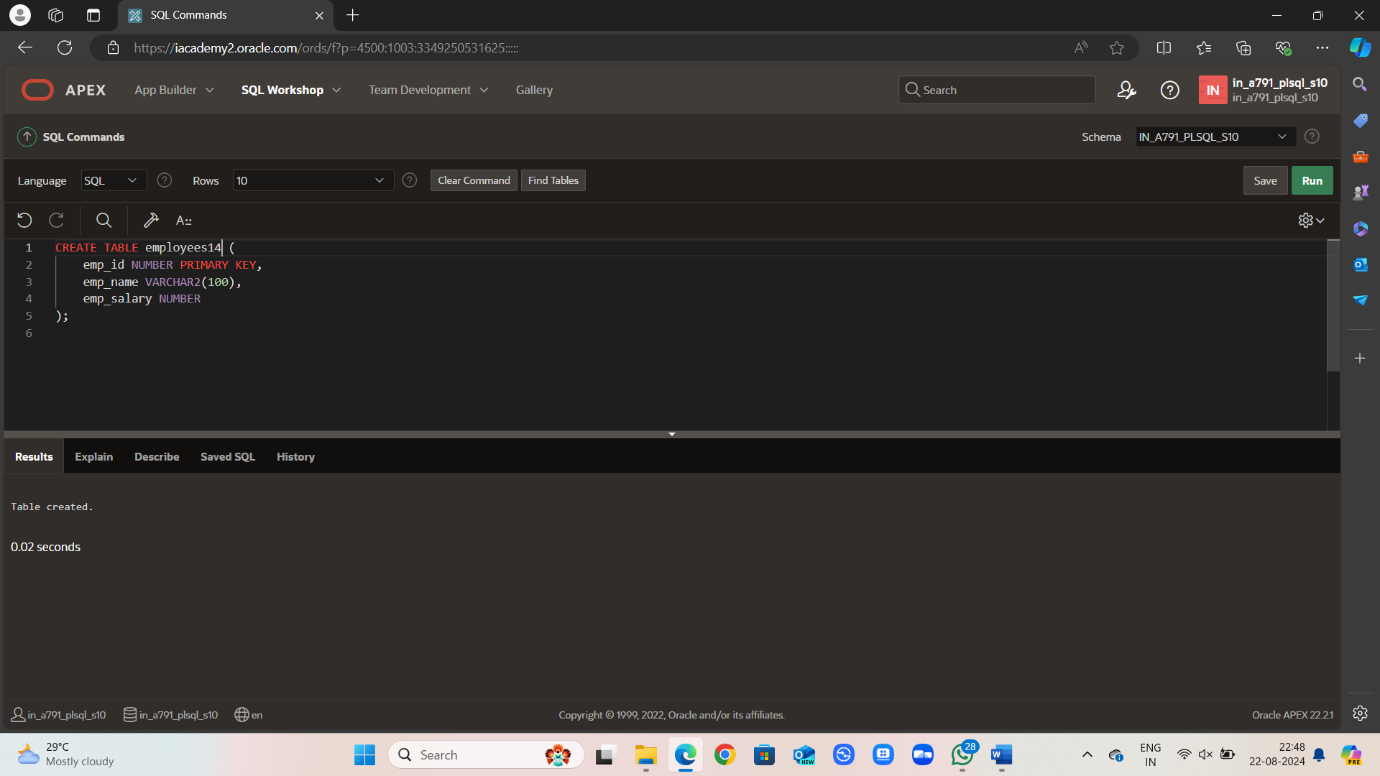 SQL Commands
https://iacademy2.oracle.com/ords/f?p=4500:1003:3349250531625:::::
APEX App Builder SQL Workshop Team Development Gallery Search IN in_a791_plsql_s10
in_a791_plsql_s10
SQL Commands Schema IN_A791_PLSQL_S10
Language SQL Rows 10 Clear Command Find Tables Save Run
A::
1 CREATE TABLE employees14 (
2 emp_id NUMBER PRIMARY KEY,
3 emp_name VARCHAR2(100),
4 emp_salary NUMBER
5 );
6
Results Explain Describe Saved SQL History
Table created.
0.02 seconds
in_a791_plsql_s10 in_a791_plsql_s10 en Copyright © 1999, 2022, Oracle and/or its affiliates. Oracle APEX 22.2.1
29°C
Mostly cloudy
Search
NEW
28
W
ENG
IN
22:48
22-08-2024
PRE